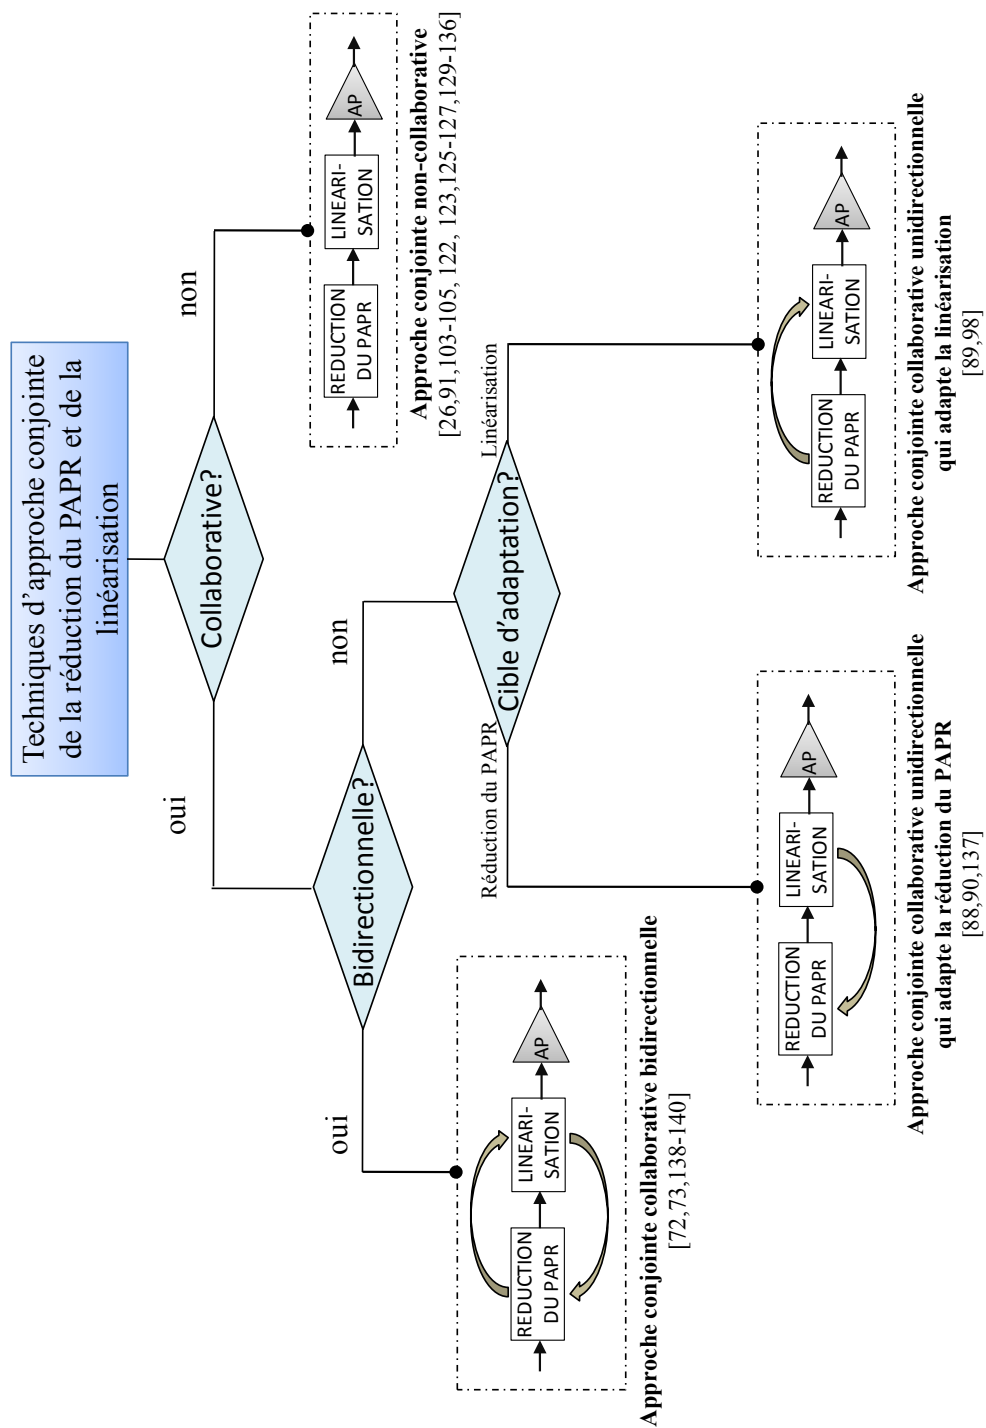 Techniques d'approche conjointe
de la réduction du PAPR et de la
linéarisation
Collaborative?
oui
non
Bidirectionnelle?
REDUCTION
DU PAPR
LINEARI-
SATION
AP
Approche conjointe non-collaborative
[26,91,103-105, 122, 123,125-127,129-136]
oui
non
Réduction du PAPR
Cible d'adaptation?
Linéarisation
REDUCTION
DU PAPR
LINEARI-
SATION
AP
Approche conjointe collaborative bidirectionnelle
[72,73,138-140]
REDUCTION
DU PAPR
LINEARI-
SATION
AP
Approche conjointe collaborative unidirectionnelle
qui adapte la réduction du PAPR
[88,90,137]
REDUCTION
DU PAPR
LINEARI-
SATION
AP
Approche conjointe collaborative unidirectionnelle
qui adapte la linéarisation
[89,98]